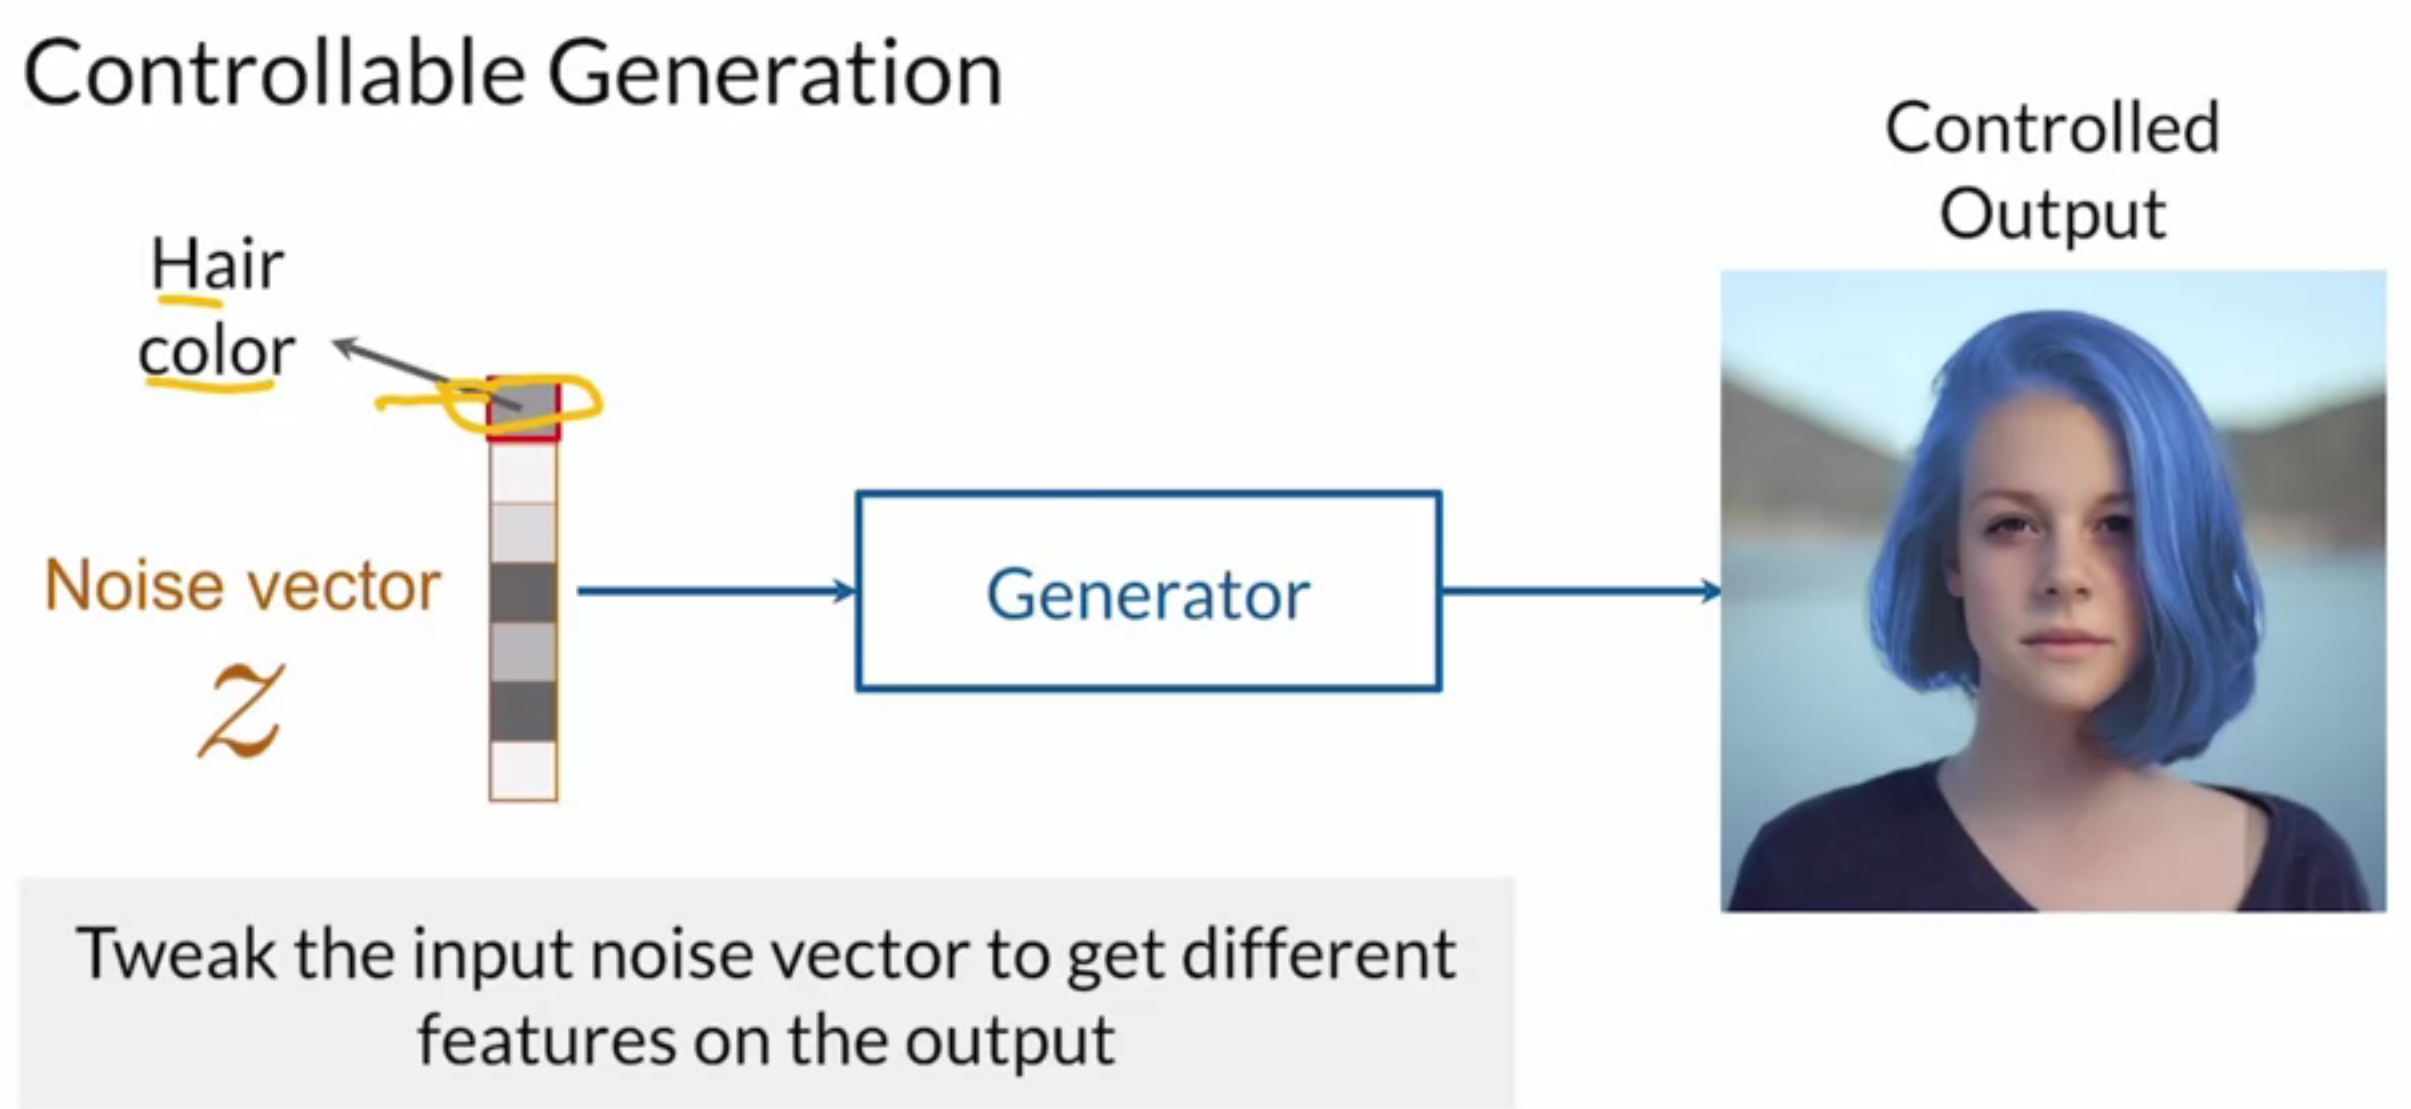 Controllable Generation
Controlled
Output
Hair
color
Noise vector
z
Generator
Tweak the input noise vector to get different
features on the output